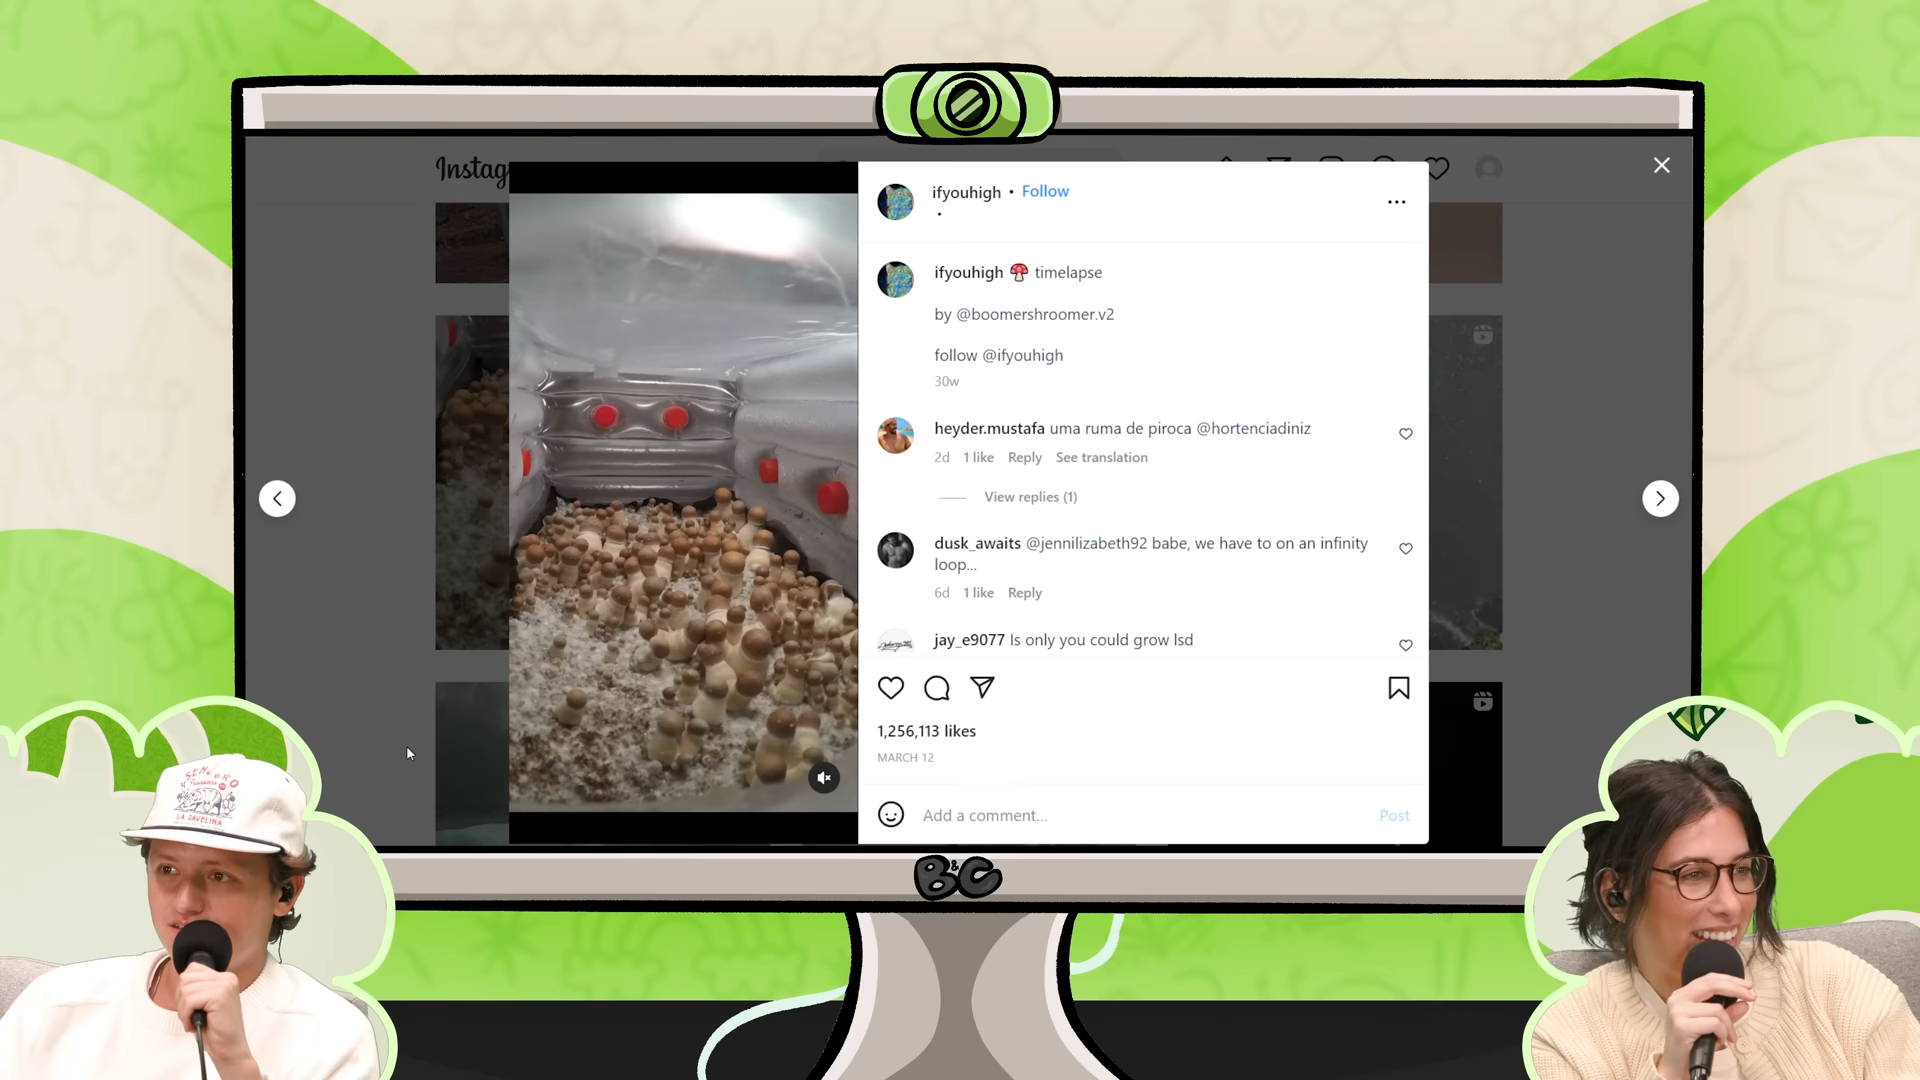 Instag
ifyouhigh • Follow
ifyouhigh 🍄 timelapse
by @boomershroomer.v2
follow @ifyouhigh
30w
heyder.mustafa uma ruma de piroca @hortenciadiniz
2d 1 like Reply See translation
View replies (1)
dusk_awaits @jennilizabeth92 babe, we have to on an infinity
loop...
6d 1 like Reply
jay_e9077 Is only you could grow lsd
1,256,113 likes
MARCH 12
Add a comment... Post
B&C
SENDERO
LA JAVELINA